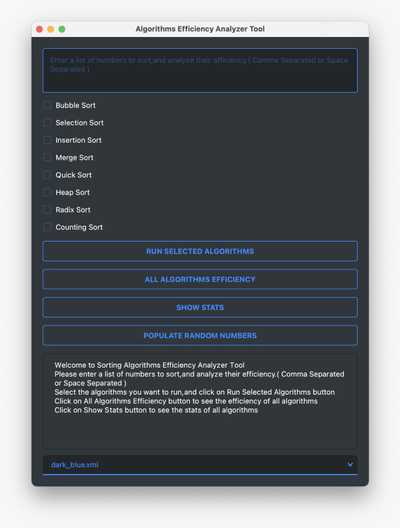 Algorithms Efficiency Analyzer Tool
Enter a list of numbers to sort,and analyze their efficiency.( Comma Separated or Space
Separated )
Bubble Sort
Selection Sort
Insertion Sort
Merge Sort
Quick Sort
Heap Sort
Radix Sort
Counting Sort
RUN SELECTED ALGORITHMS
ALL ALGORITHMS EFFICIENCY
SHOW STATS
POPULATE RANDOM NUMBERS
Welcome to Sorting Algorithms Efficiency Analyzer Tool
Please enter a list of numbers to sort,and analyze their efficiency.( Comma Separated
or Space Separated )
Select the algorithms you want to run,and click on Run Selected Algorithms button
Click on All Algorithms Efficiency button to see the efficiency of all algorithms
Click on Show Stats button to see the stats of all algorithms
dark_blue.xml